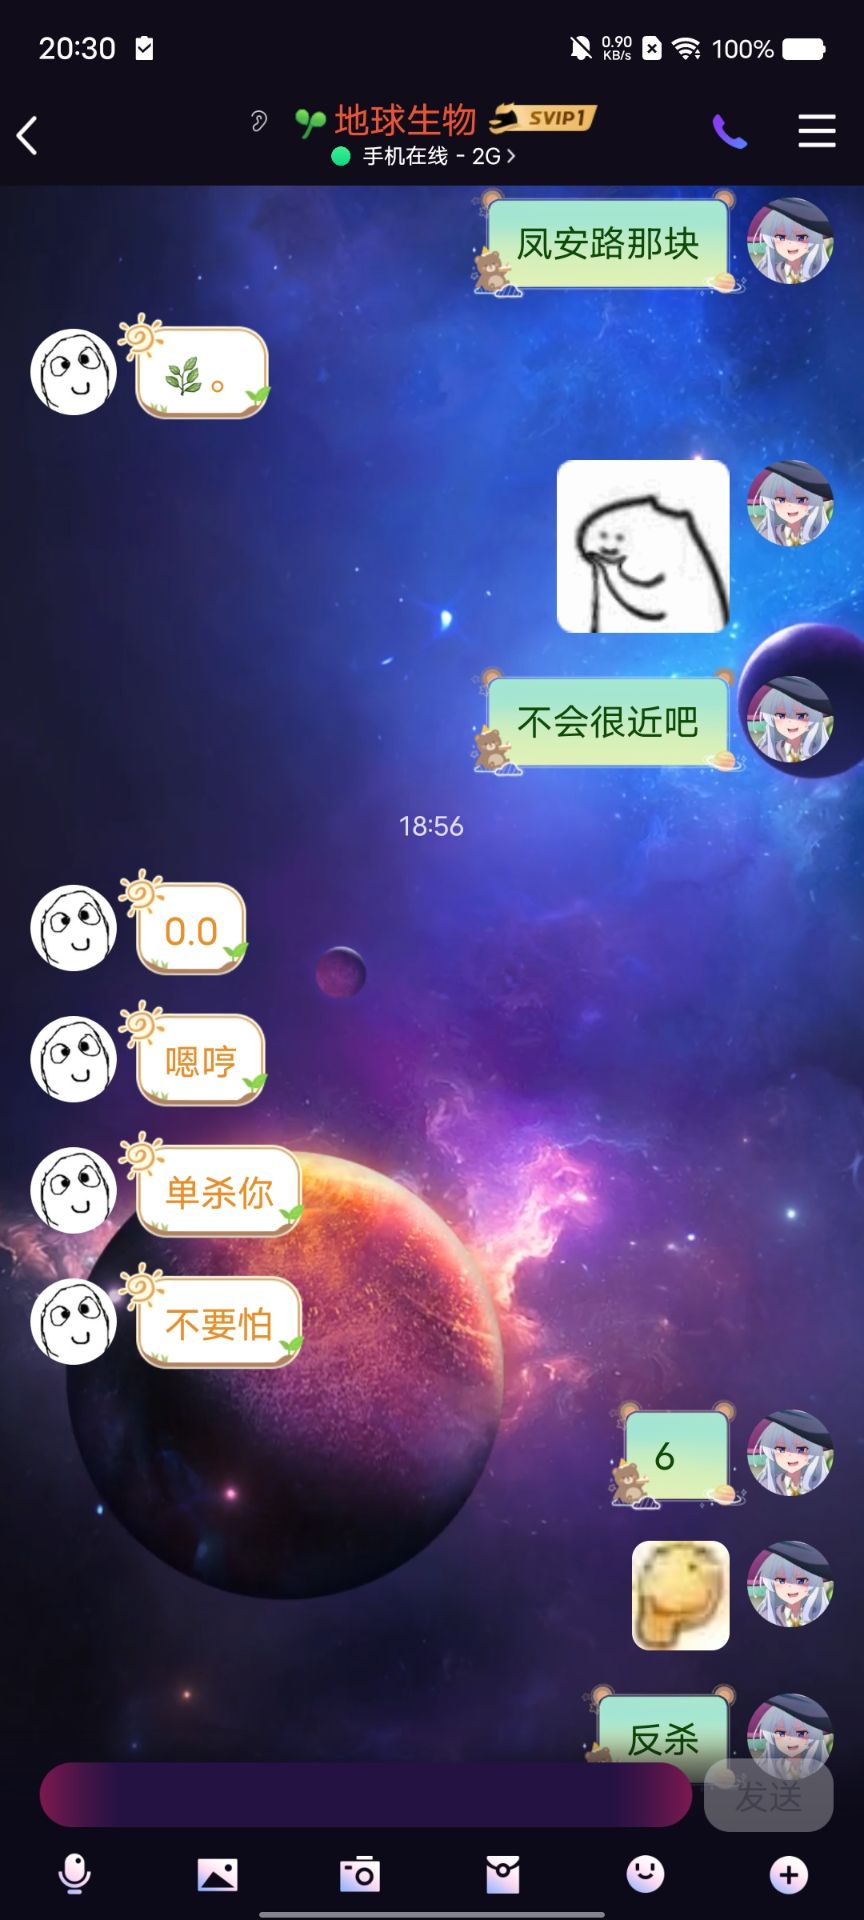 20:30
0.90 KB/s
100%
地球生物 SVIP1
手机在线 - 2G
凤安路那块
。
不会很近吧
18:56
0.0
嗯哼
单杀你
不要怕
6
反杀
发送